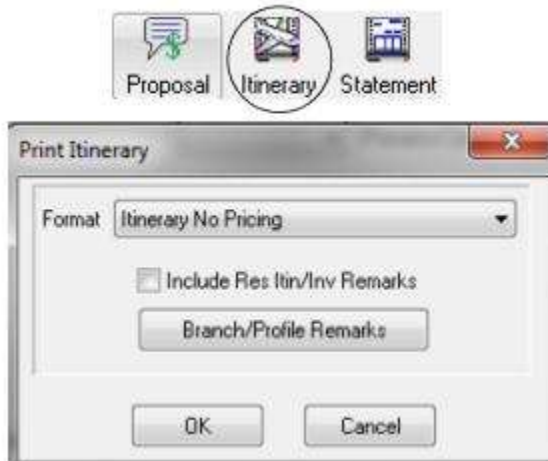 Proposal Itinerary Statement
Print Itinerary
Format Itinerary No Pricing
Include Res Itin/Inv Remarks
Branch/Profile Remarks
OK Cancel